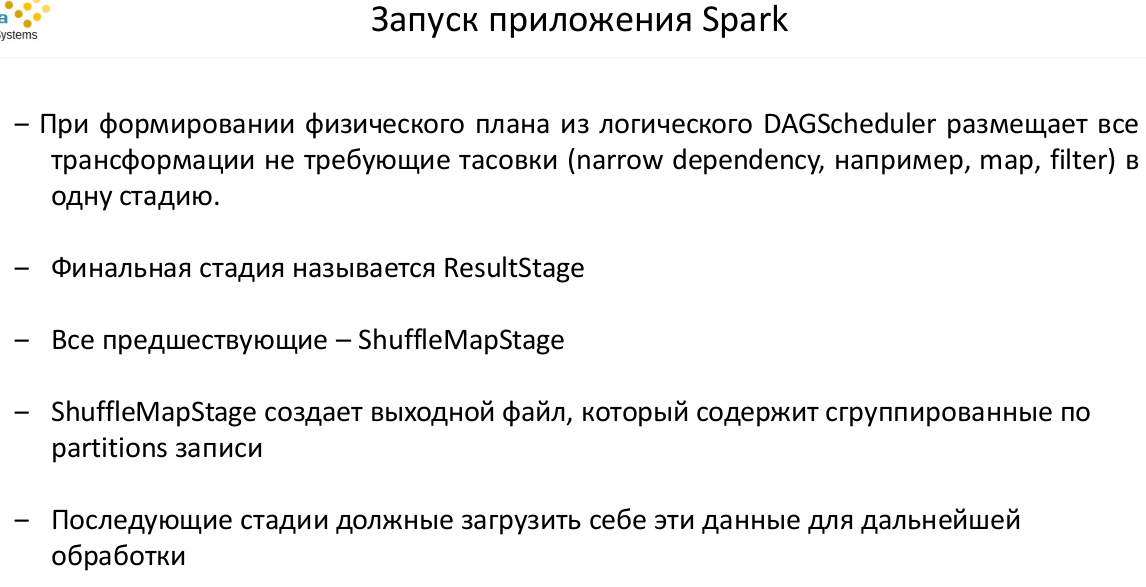 a
Systems
Запуск приложения Spark
– При формировании физического плана из логического DAGScheduler размещает все
трансформации не требующие тасовки (narrow dependency, например, map, filter) в
одну стадию.
– Финальная стадия называется ResultStage
– Все предшествующие – ShuffleMapStage
– ShuffleMapStage создает выходной файл, который содержит сгруппированные по
partitions записи
– Последующие стадии должные загрузить себе эти данные для дальнейшей
обработки